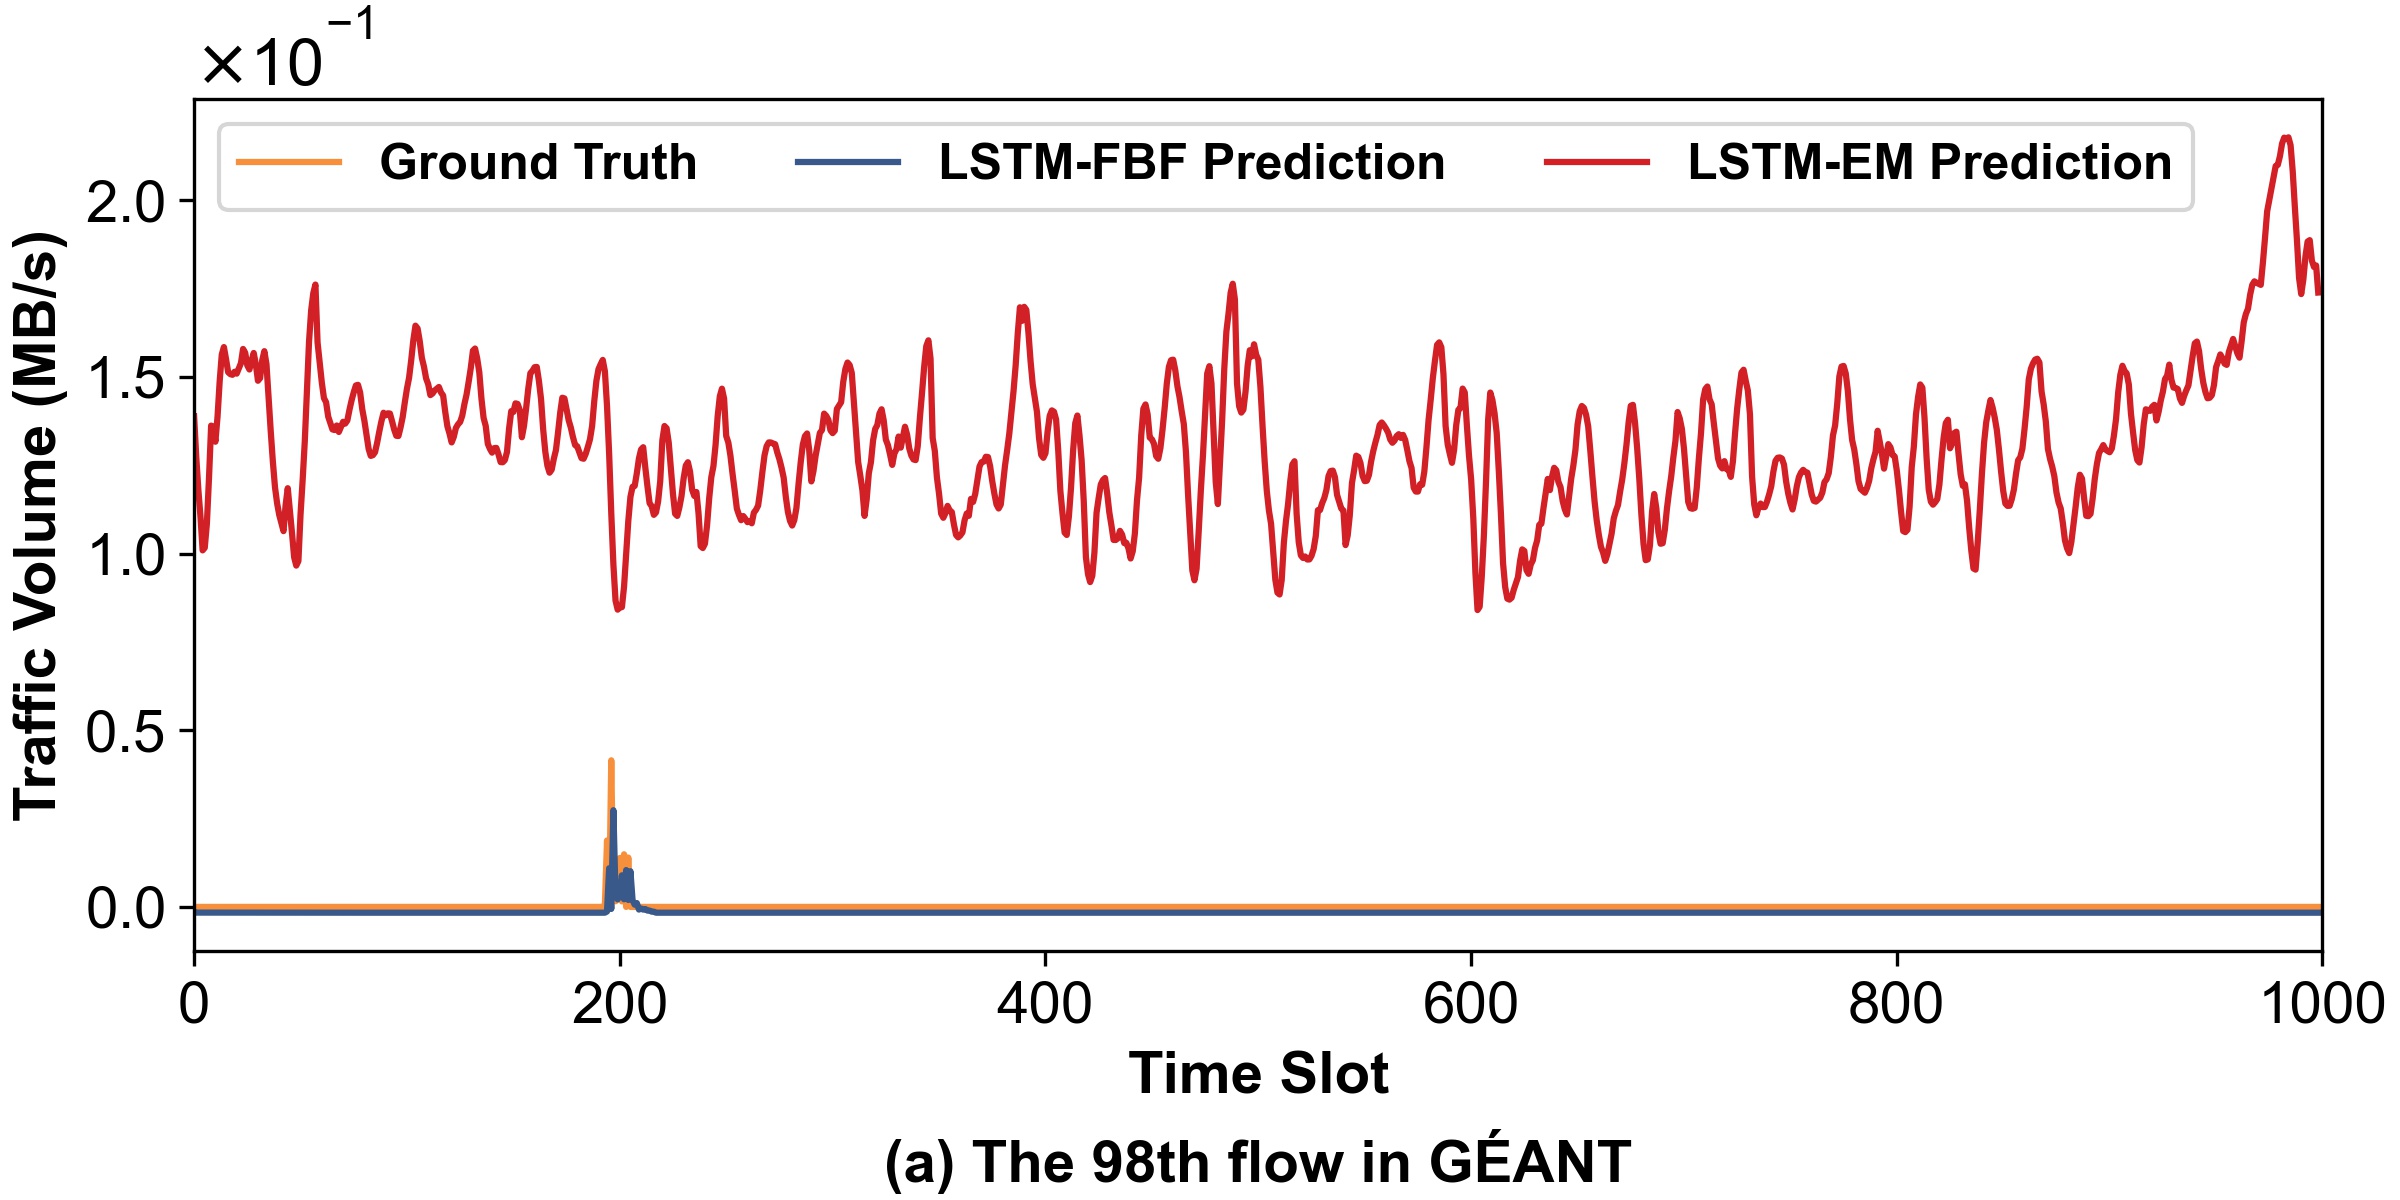 ×10⁻¹
Ground Truth LSTM-FBF Prediction LSTM-EM Prediction
2.0
1.5
1.0
0.5
0.0
Traffic Volume (MB/s)
0 200 400 600 800 1000
Time Slot
(a) The 98th flow in GÉANT